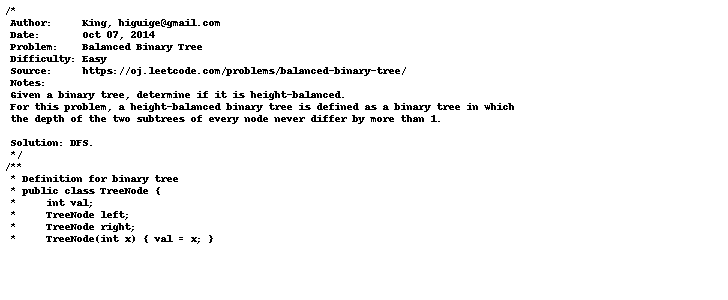 /*
 Author:     King, higuige@gmail.com
 Date:       Oct 07, 2014
 Problem:    Balanced Binary Tree
 Difficulty: Easy
 Source:     https://oj.leetcode.com/problems/balanced-binary-tree/
 Notes:
 Given a binary tree, determine if it is height-balanced.
 For this problem, a height-balanced binary tree is defined as a binary tree in which
 the depth of the two subtrees of every node never differ by more than 1.

 Solution: DFS.
 */
/**
 * Definition for binary tree
 * public class TreeNode {
 *     int val;
 *     TreeNode left;
 *     TreeNode right;
 *     TreeNode(int x) { val = x; }